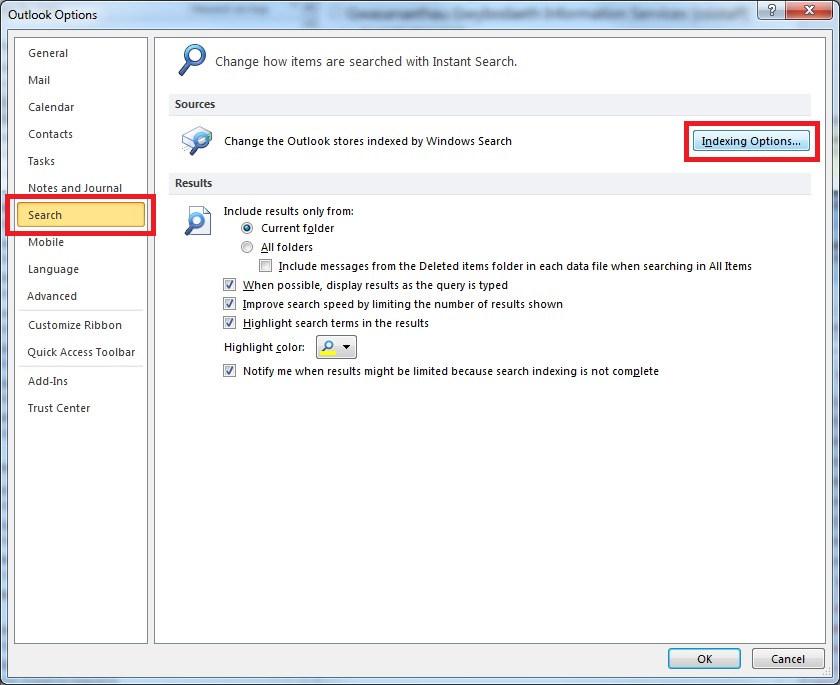 Outlook Options
?
General
Mail
Calendar
Contacts
Tasks
Notes and Journal
Search
Mobile
Language
Advanced
Customize Ribbon
Quick Access Toolbar
Add-Ins
Trust Center
Change how items are searched with Instant Search.
Sources
Change the Outlook stores indexed by Windows Search
Indexing Options...
Results
Include results only from:
Current folder
All folders
Include messages from the Deleted items folder in each data file when searching in All Items
When possible, display results as the query is typed
Improve search speed by limiting the number of results shown
Highlight search terms in the results
Highlight color:
Notify me when results might be limited because search indexing is not complete
OK
Cancel